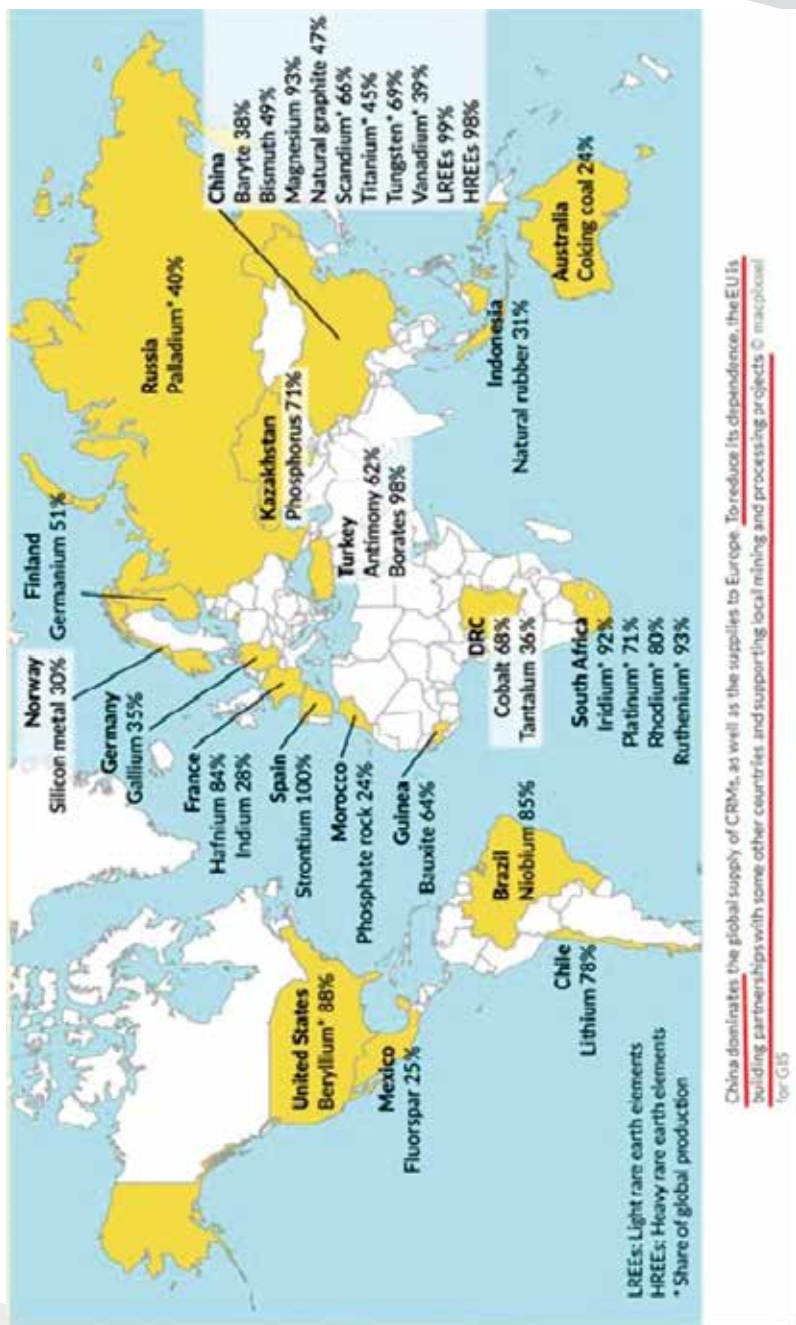 Norway
Silicon metal 30%
Finland
Germanium 51%
Germany
Gallium 35%
France
Hafnium 84%
Indium 28%
Spain
Strontium 100%
Morocco
Phosphate rock 24%
Guinea
Bauxite 64%
United States
Beryllium* 88%
Mexico
Fluorspar 25%
Brazil
Niobium 85%
Chile
Lithium 78%
Russia
Palladium* 40%
Kazakhstan
Phosphorus 71%
Turkey
Antimony 62%
Borates 98%
DRC
Cobalt 68%
Tantalum 36%
South Africa
Iridium* 92%
Platinum* 71%
Rhodium* 80%
Ruthenium* 93%
China
Baryte 38%
Bismuth 49%
Magnesium 93%
Natural graphite 47%
Scandium* 66%
Titanium* 45%
Tungsten* 69%
Vanadium* 39%
LREEs 99%
HREEs 98%
Indonesia
Natural rubber 31%
Australia
Coking coal 24%
LREEs: Light rare earth elements
HREEs: Heavy rare earth elements
* Share of global production
China dominates the global supply of CRMs, as well as the supplies to Europe. To reduce its dependence, the EU is
building partnerships with some other countries and supporting local mining and processing projects ©
for GIS